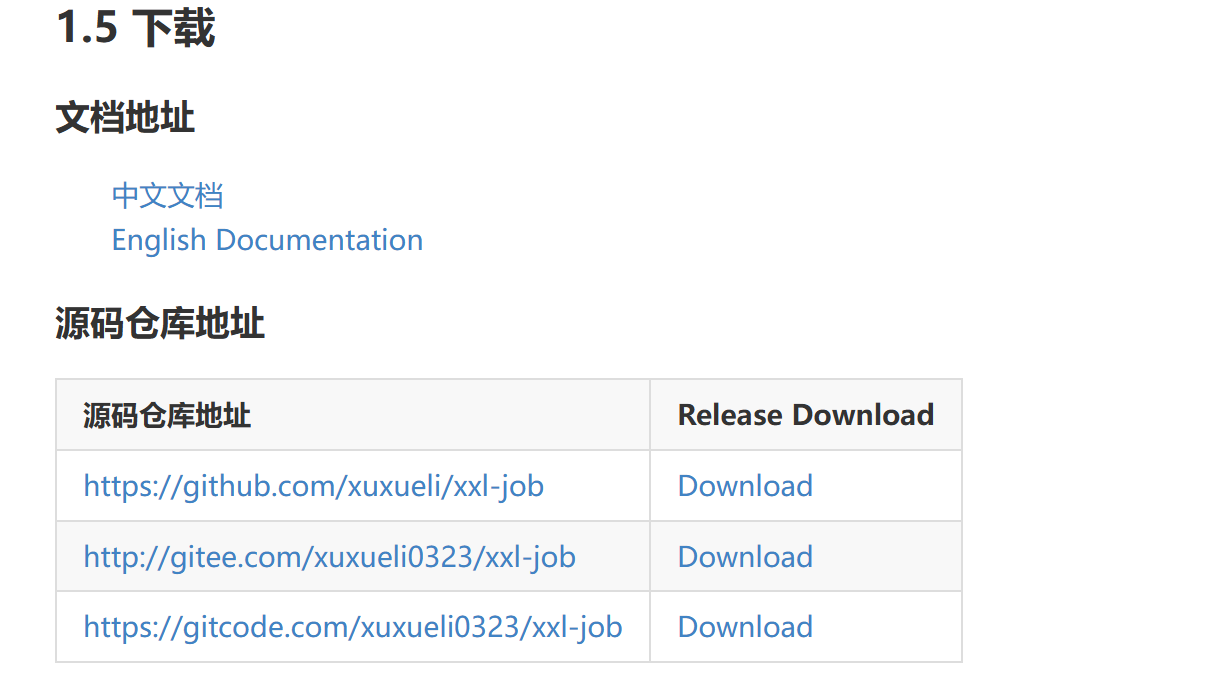 1.5 下载
文档地址
中文文档
English Documentation
源码仓库地址
源码仓库地址 Release Download
https://github.com/xuxueli/xxl-job Download
http://gitee.com/xuxueli0323/xxl-job Download
https://gitcode.com/xuxueli0323/xxl-job Download